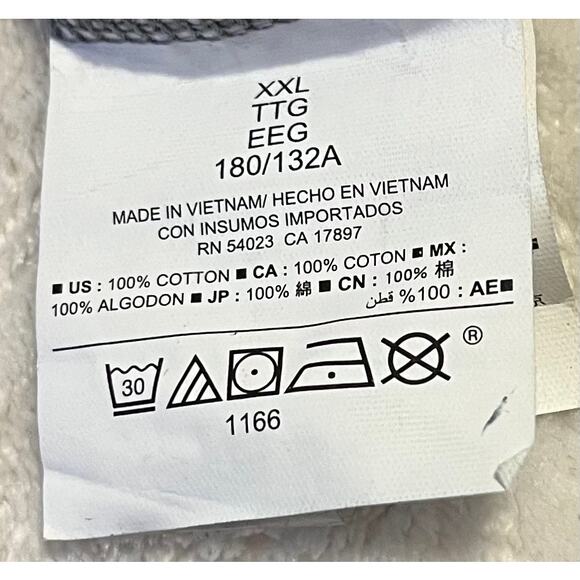 XXL
TTG
EEG
180/132A
MADE IN VIETNAM/ HECHO EN VIETNAM
CON INSUMOS IMPORTADOS
RN 54023 CA 17897
■ US : 100% COTTON ■ CA : 100% COTON ■ MX :
100% ALGODON ■ JP : 100% 綿 ■ CN : 100% 棉
■AE : 100% قطن
30
®
1166